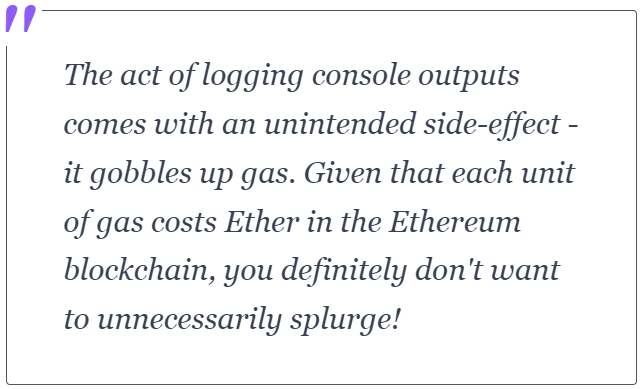 The act of logging console outputs
comes with an unintended side-effect -
it gobbles up gas. Given that each unit
of gas costs Ether in the Ethereum
blockchain, you definitely don't want
to unnecessarily splurge!